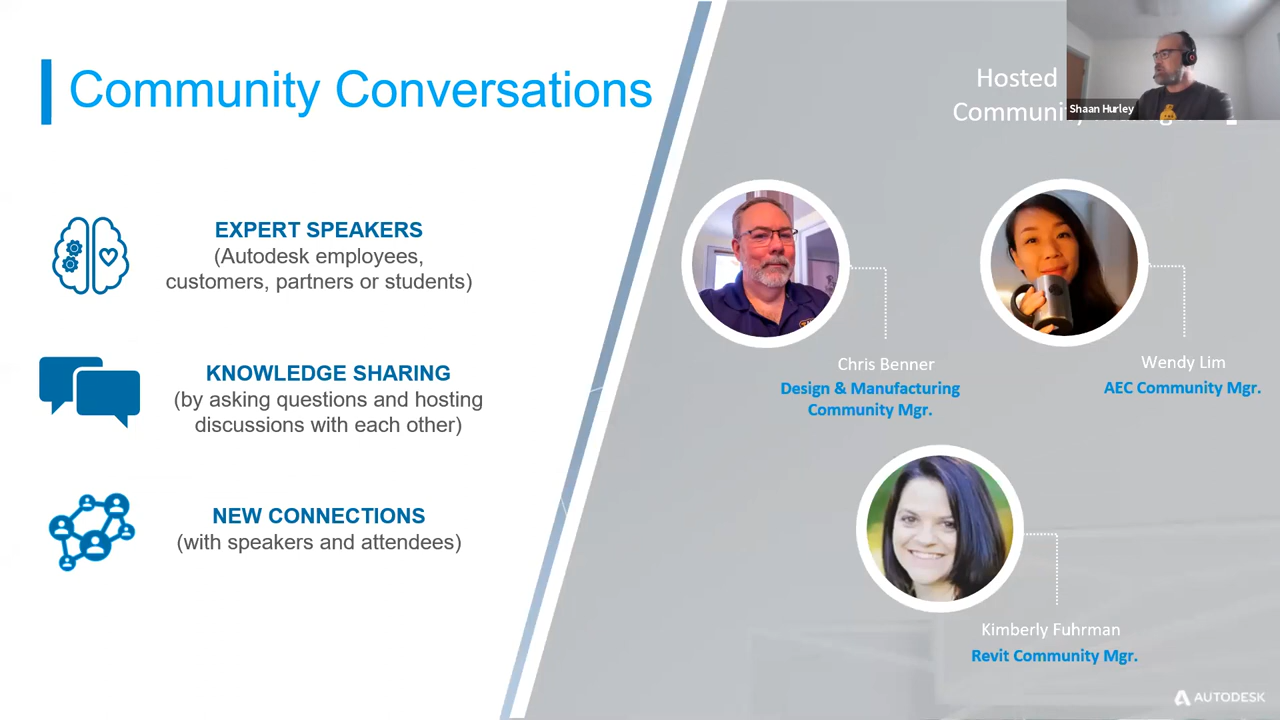 Community Conversations
EXPERT SPEAKERS
(Autodesk employees,
customers, partners or students)
KNOWLEDGE SHARING
(by asking questions and hosting
discussions with each other)
NEW CONNECTIONS
(with speakers and attendees)
Hosted
Community
Shaan Hurley
Chris Benner
Design & Manufacturing
Community Mgr.
Wendy Lim
AEC Community Mgr.
Kimberly Fuhrman
Revit Community Mgr.
AUTODESK